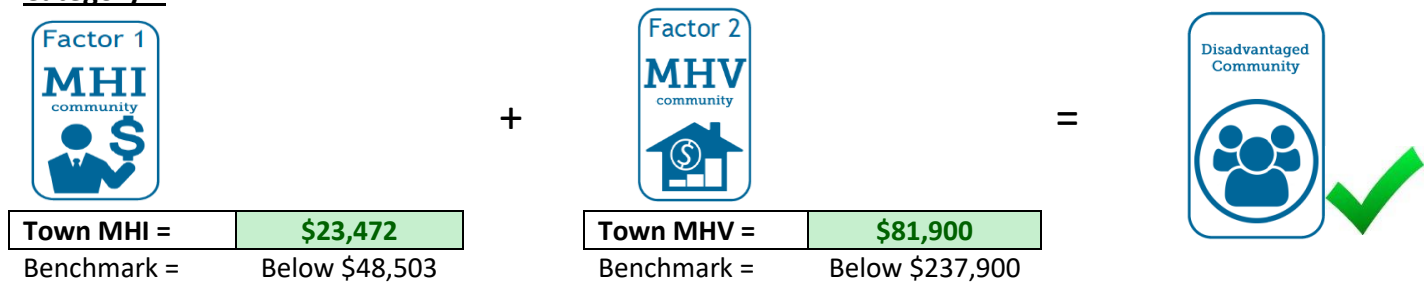 Factor 1
MHI
community
+
Factor 2
MHV
community
=
Disadvantaged
Community
Town MHI = $23,472
Benchmark = Below $48,503
Town MHV = $81,900
Benchmark = Below $237,900